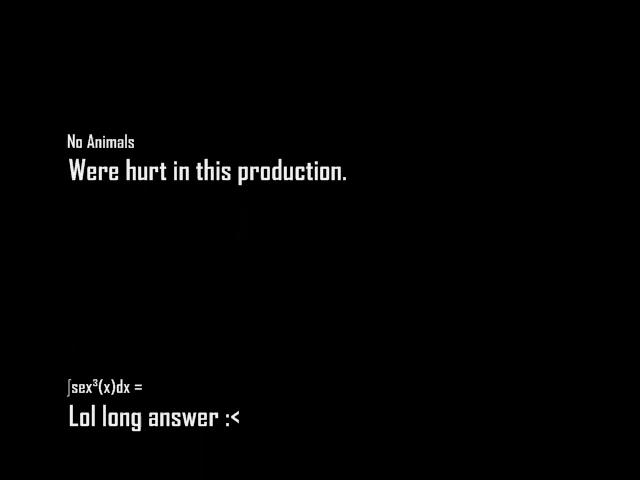 No Animals
Were hurt in this production.
∫sex³(x)dx =
Lol long answer :<